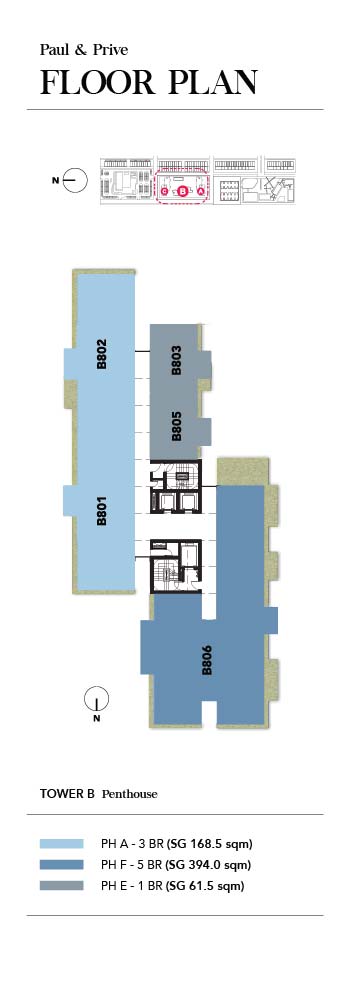 Paul & Prive
FLOOR PLAN
N
C B A
B802
B803
B805
B801
B806
N
TOWER B Penthouse
PH A - 3 BR (SG 168.5 sqm)
PH F - 5 BR (SG 394.0 sqm)
PH E - 1 BR (SG 61.5 sqm)